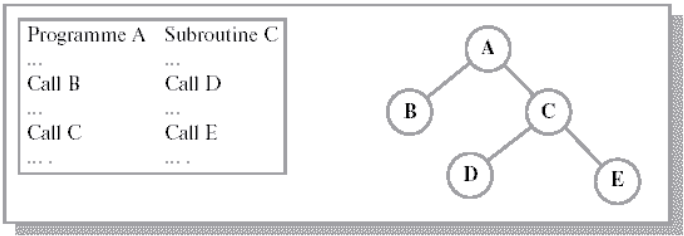 Programme A Subroutine C
... ...
Call B Call D
... ...
Call C Call E
... . ... .
A
B C
D E